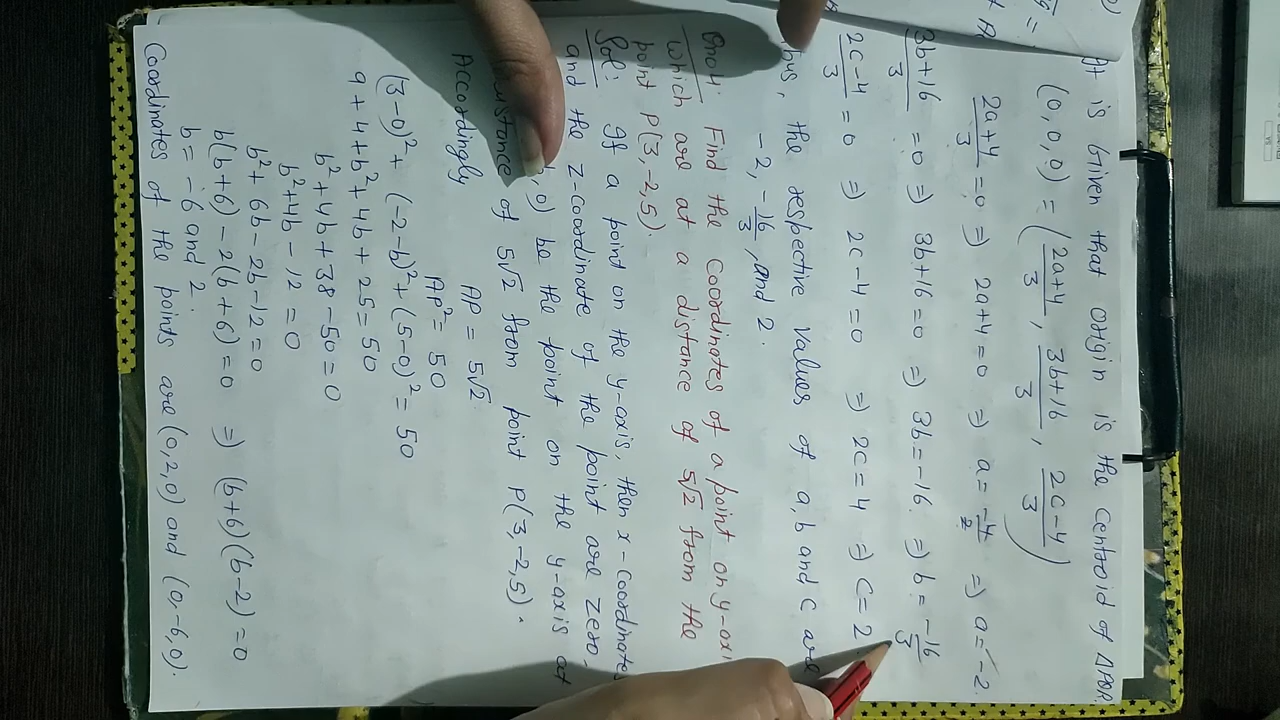 It is Given that origin is the Centroid of ΔPQR
(0, 0, 0) = (2a+4/3, 3b+16/3, 2c-4/3)
2a+4/3 = 0 ⇒ 2a+4=0 ⇒ a = -4/2 ⇒ a = -2
3b+16/3 = 0 ⇒ 3b+16=0 ⇒ 3b=-16. ⇒ b = -16/3
2c-4/3 = 0 ⇒ 2c-4=0 ⇒ 2c=4 ⇒ c=2
the respective values of a, b and c are
-2, -16/3, and 2.
Find the coordinates of a point on y-axi
which are at a distance of 5√2 from the
point P(3,-2,5).
Sol: If a point on the y-axis, then x-coordinate
and the z-coordinate of the point are zero.
, 0) be the point on the y-axis at
distance of 5√2 from point P(3,-2,5).
Accordingly AP = 5√2
AP² = 50
(3-0)² + (-2-b)² + (5-0)² = 50
9 + 4 + b² + 4b + 25 = 50
b² + 4b + 38 - 50 = 0
b² + 4b - 12 = 0
b² + 6b - 2b - 12 = 0
b(b+6) - 2(b+6) = 0 ⇒ (b+6)(b-2) = 0
b = -6 and 2.
Coordinates of the points are (0,2,0) and (0,-6,0).